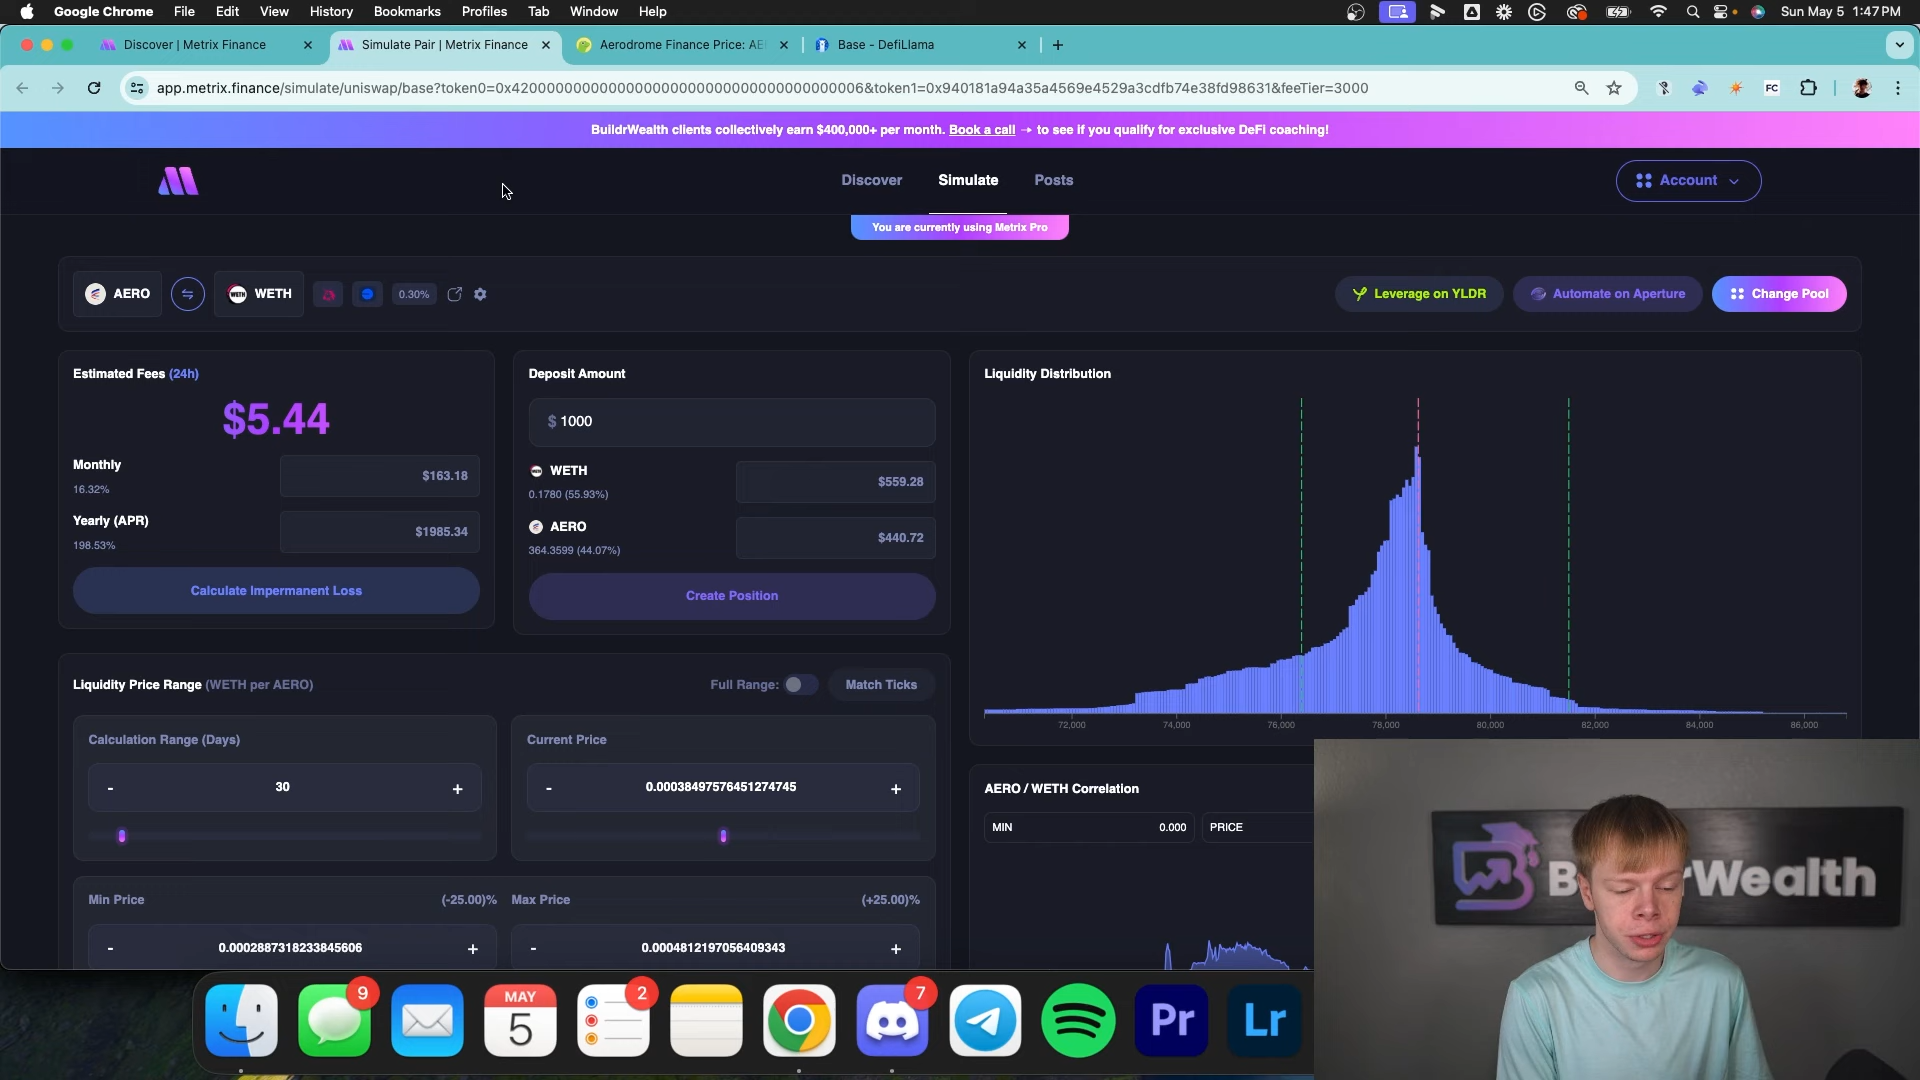 Google Chrome File Edit View History Bookmarks Profiles Tab Window Help Sun May 5 1:47 PM
Discover | Metrix Finance
Simulate Pair | Metrix Finance
Aerodrome Finance Price: AE
Base - DefiLlama
app.metrix.finance/simulate/uniswap/base?token0=0x4200000000000000000000000000000000000006&token1=0x940181a94a35a4569e4529a3cdfb74e38fd98631&feeTier=3000
FC
BuildrWealth clients collectively earn $400,000+ per month. Book a call → to see if you qualify for exclusive DeFi coaching!
Discover Simulate Posts
Account
You are currently using Metrix Pro
AERO WETH 0.30%
Leverage on YLDR Automate on Aperture Change Pool
Estimated Fees (24h)
$5.44
Monthly
16.32%
$163.18
Yearly (APR)
198.53%
$1985.34
Calculate Impermanent Loss
Deposit Amount
$ 1000
WETH
0.1780 (55.93%)
$559.28
AERO
364.3599 (44.07%)
$440.72
Create Position
Liquidity Distribution
72,000 74,000 76,000 78,000 80,000 82,000 84,000 86,000
Liquidity Price Range (WETH per AERO)
Full Range:
Match Ticks
Calculation Range (Days)
- 30 +
Current Price
- 0.00038497576451274745 +
Min Price (-25.00)%
- 0.0002887318233845606 +
Max Price (+25.00)%
- 0.0004812197056409343 +
AERO / WETH Correlation
MIN 0.000
PRICE
9
MAY
5
2
7
Pr
Lr
B
rWealth